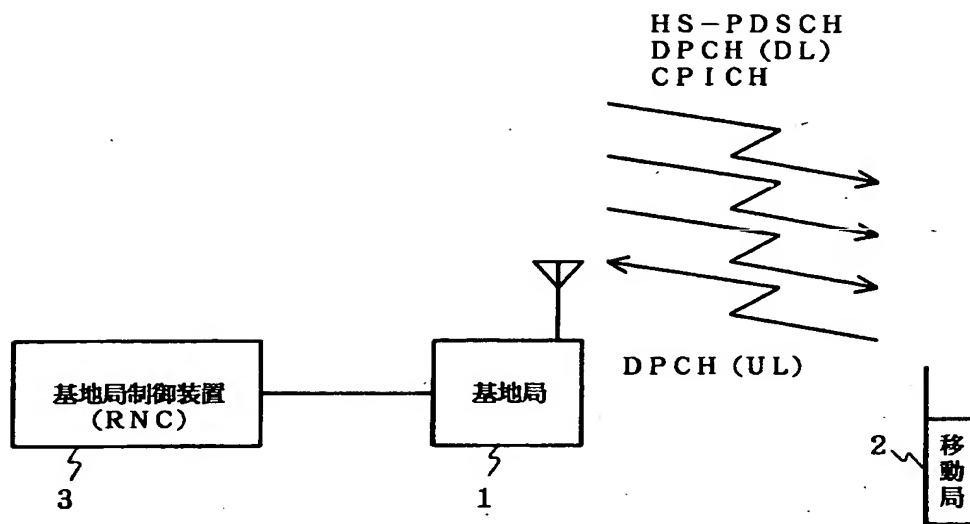 HS-PDSCH
DPCH (DL)
CPICH
DPCH (UL)
基地局制御装置
(RNC)
基地局
3
1
2
移動局